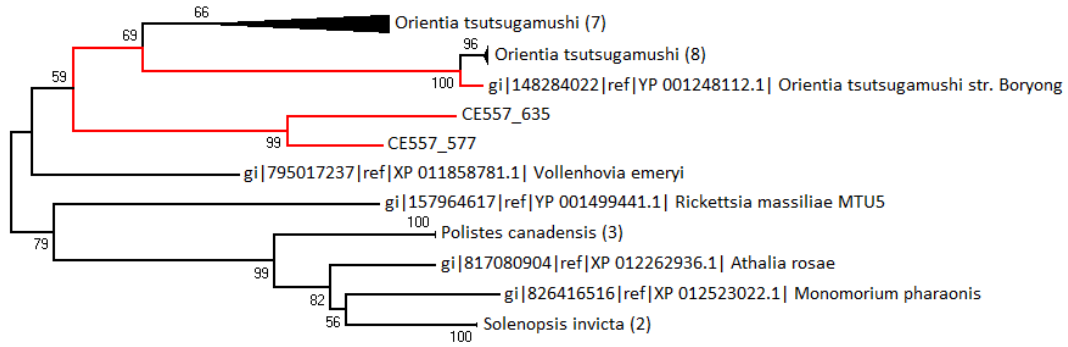 66
Orientia tsutsugamushi (7)
69
96
Orientia tsutsugamushi (8)
59
100
gi|148284022|ref|YP 001248112.1| Orientia tsutsugamushi str. Boryong
CE557_635
99
CE557_577
gi|795017237|ref|XP 011858781.1| Vollenhovia emeryi
gi|157964617|ref|YP 001499441.1| Rickettsia massiliae MTU5
100
Polistes canadensis (3)
79
99
gi|817080904|ref|XP 012262936.1| Athalia rosae
82
gi|826416516|ref|XP 012523022.1| Monomorium pharaonis
56
Solenopsis invicta (2)
100